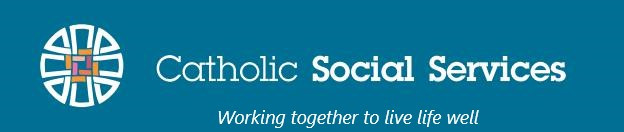 Catholic Social Services
Working together to live life well